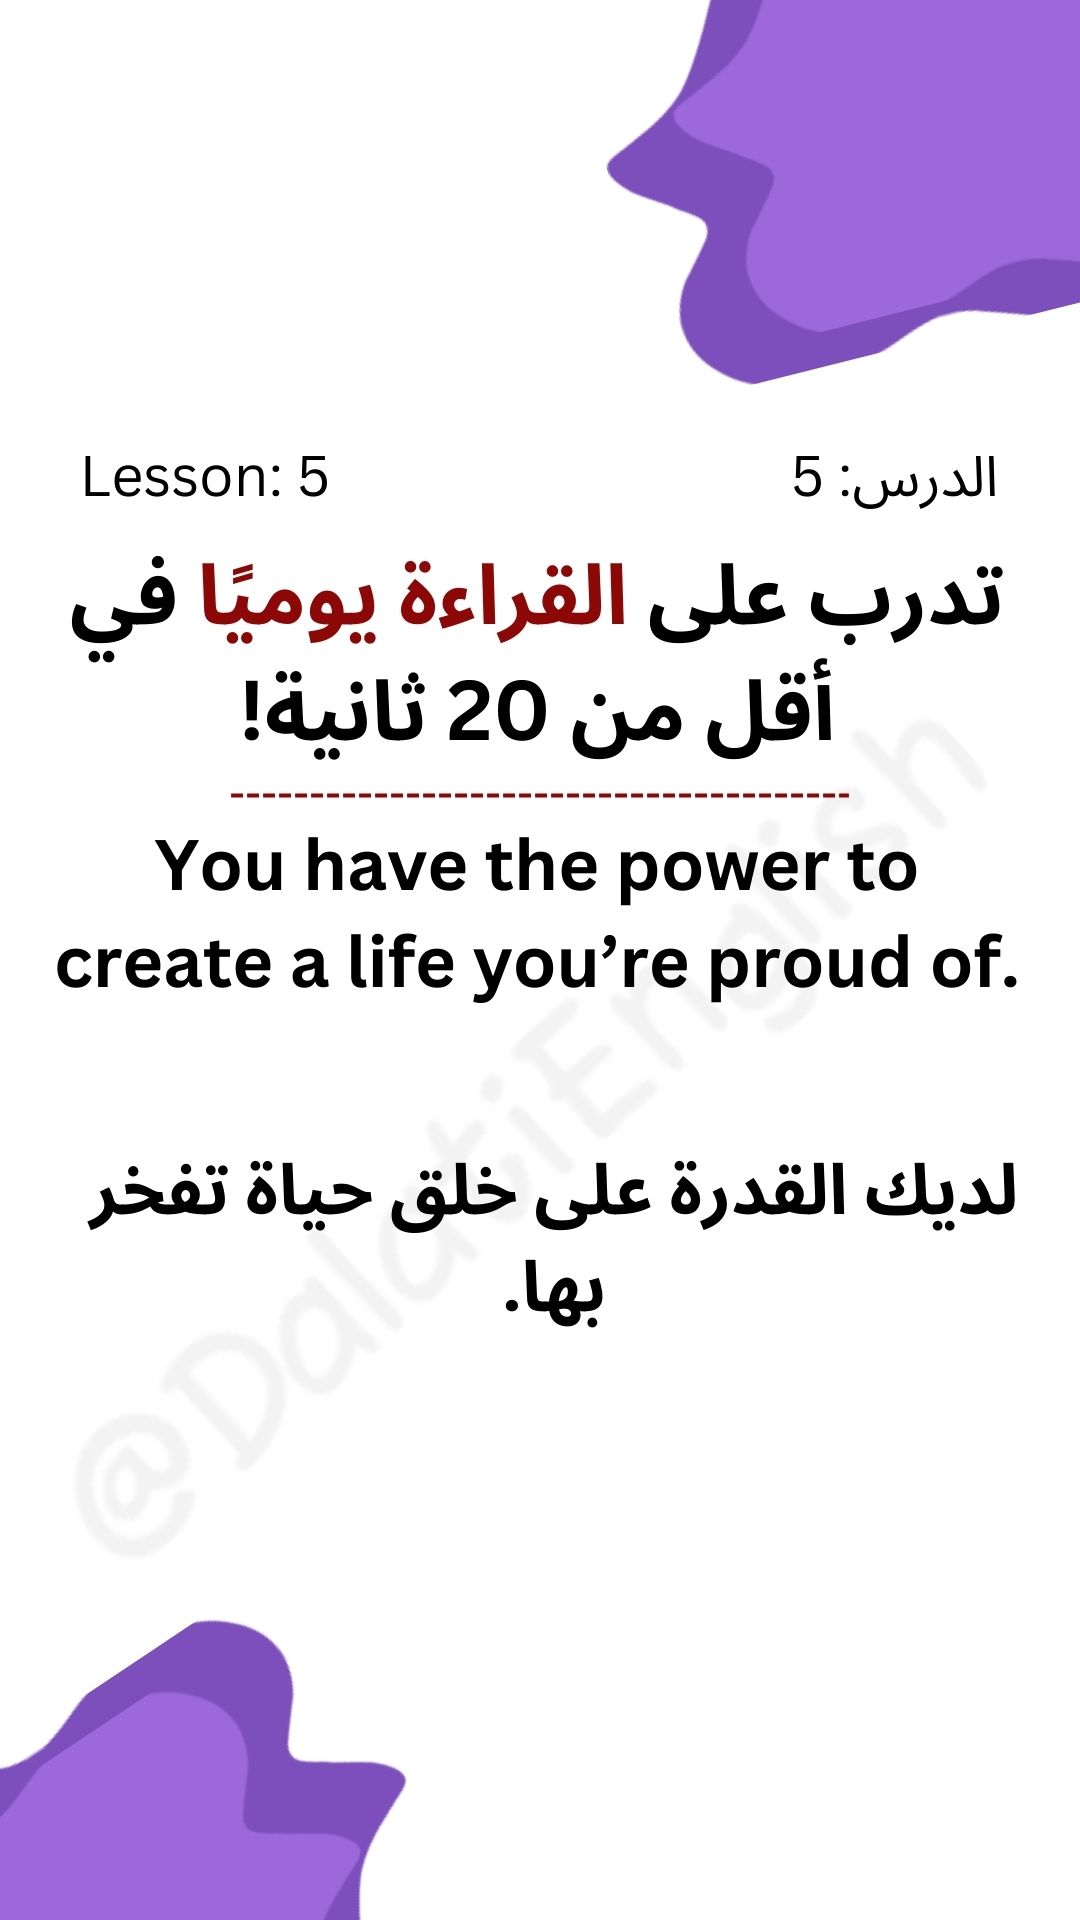 Lesson: 5
الدرس: 5
تدرب على القراءة يوميًا في
أقل من 20 ثانية!
---------------------------------------
You have the power to
create a life you’re proud of.
لديك القدرة على خلق حياة تفخر
بها.
@DalatiEnglish